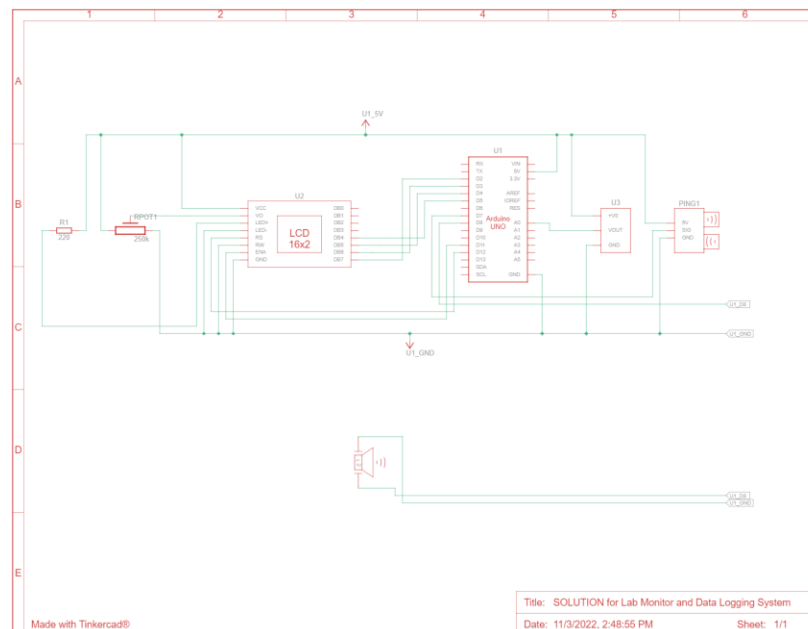 1 2 3 4 5 6
A
B
C
D
E
U1_5V
U1
RX
TX
D2
D3
D4
D5
D6
D7
D8
D9
D10
D11
D12
D13
SDA
SCL
Arduino
UNO
VIN
5V
3.3V
AREF
IOREF
RES
A0
A1
A2
A3
A4
A5
GND
R1
220
RPOT1
250k
U2
VCC
VO
LED+
LED-
RS
RW
ENA
GND
LCD
16x2
DB0
DB1
DB2
DB3
DB4
DB5
DB6
DB7
U3
+VS
VOUT
GND
PING1
5V
SIG
GND
U1_GND
U1_GND
U1_GND
Title: SOLUTION for Lab Monitor and Data Logging System
Date: 11/3/2022, 2:48:55 PM Sheet: 1/1
Made with Tinkercad®